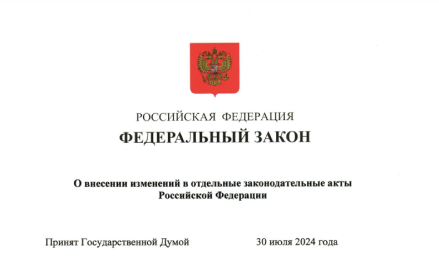 РОССИЙСКАЯ ФЕДЕРАЦИЯ
ФЕДЕРАЛЬНЫЙ ЗАКОН
О внесении изменений в отдельные законодательные акты
Российской Федерации
Принят Государственной Думой 30 июля 2024 года